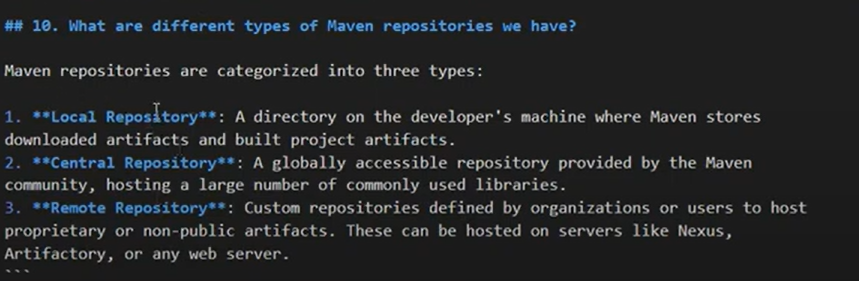 ## 10. What are different types of Maven repositories we have?
Maven repositories are categorized into three types:
1. **Local Repository**: A directory on the developer's machine where Maven stores
downloaded artifacts and built project artifacts.
2. **Central Repository**: A globally accessible repository provided by the Maven
community, hosting a large number of commonly used libraries.
3. **Remote Repository**: Custom repositories defined by organizations or users to host
proprietary or non-public artifacts. These can be hosted on servers like Nexus,
Artifactory, or any web server.
```